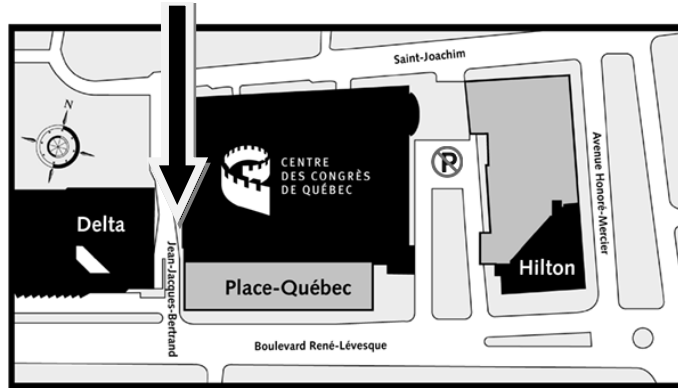 Saint-Joachim
N
CENTRE
DES CONGRÈS
DE QUÉBEC
P
Avenue Honoré-Mercier
Delta
Jean-Jacques-Bertrand
Hilton
Place-Québec
Boulevard René-Lévesque